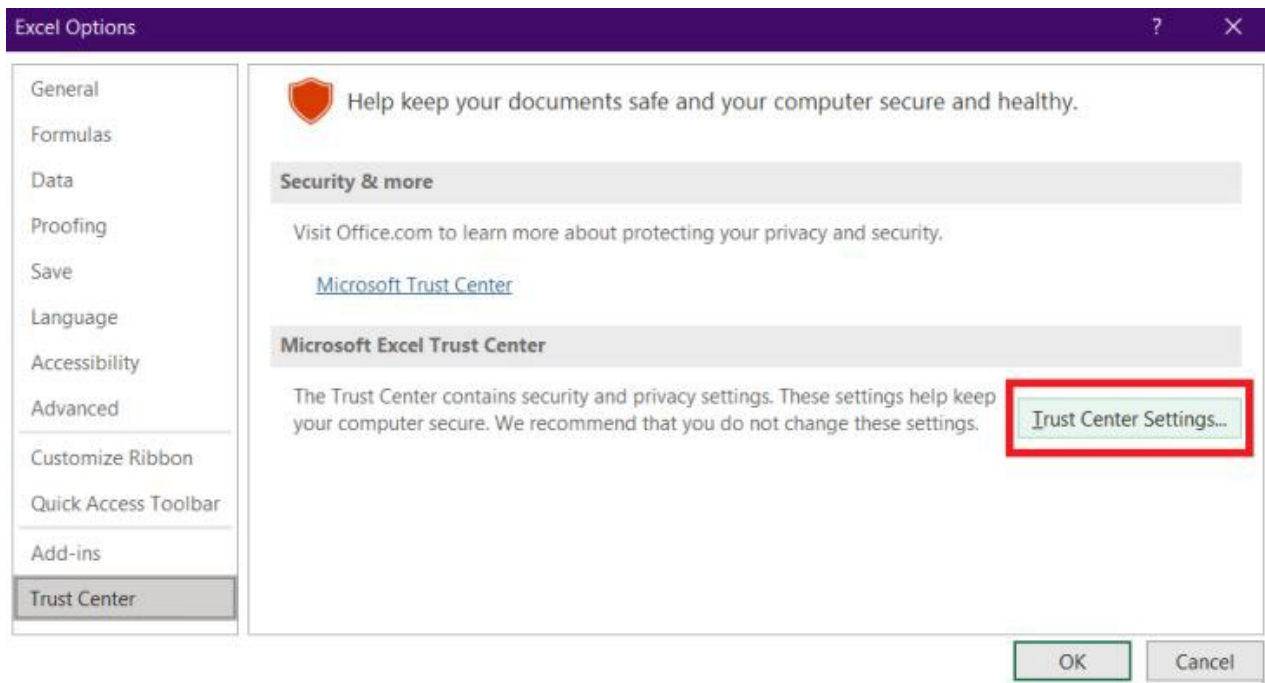 Excel Options
?
General
Formulas
Data
Proofing
Save
Language
Accessibility
Advanced
Customize Ribbon
Quick Access Toolbar
Add-ins
Trust Center
Help keep your documents safe and your computer secure and healthy.
Security & more
Visit Office.com to learn more about protecting your privacy and security.
Microsoft Trust Center
Microsoft Excel Trust Center
The Trust Center contains security and privacy settings. These settings help keep
your computer secure. We recommend that you do not change these settings.
Trust Center Settings...
OK
Cancel